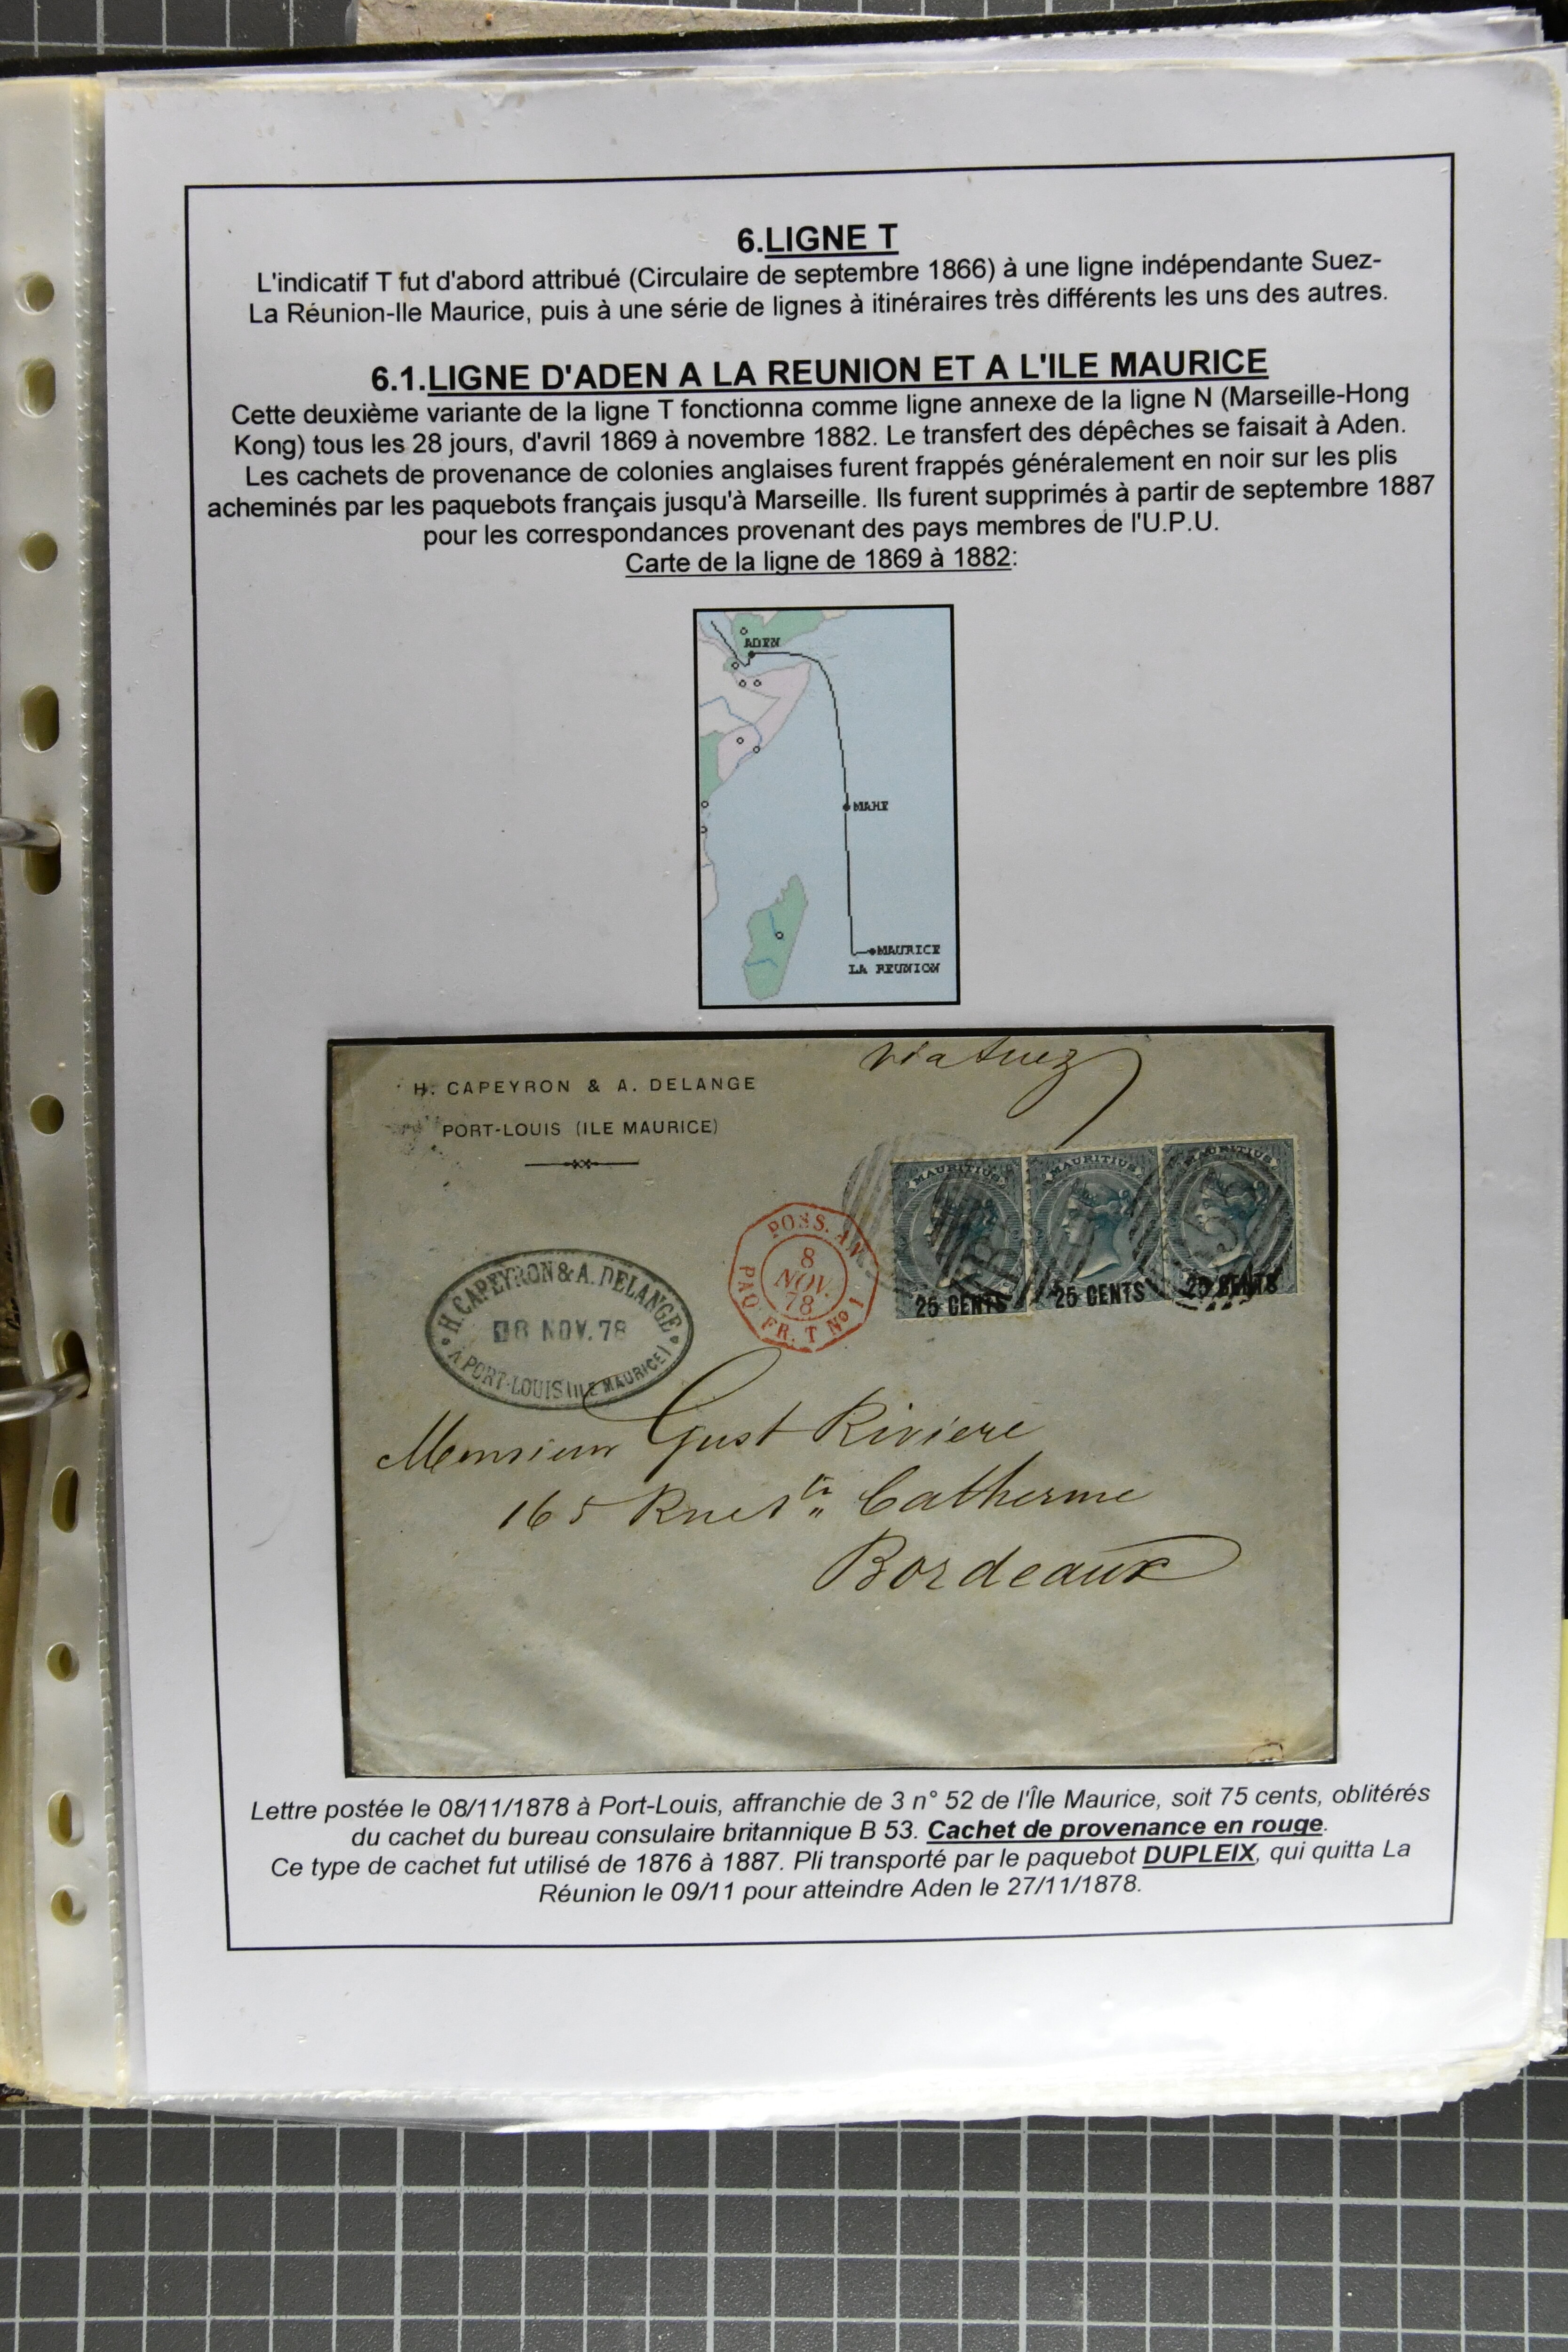 6.LIGNE T
L'indicatif T fut d'abord attribué (Circulaire de septembre 1866) à une ligne indépendante Suez-
La Réunion-Ile Maurice, puis à une série de lignes à itinéraires très différents les uns des autres.
6.1.LIGNE D'ADEN A LA REUNION ET A L'ILE MAURICE
Cette deuxième variante de la ligne T fonctionna comme ligne annexe de la ligne N (Marseille-Hong
Kong) tous les 28 jours, d'avril 1869 à novembre 1882. Le transfert des dépêches se faisait à Aden.
Les cachets de provenance de colonies anglaises furent frappés généralement en noir sur les plis
acheminés par les paquebots français jusqu'à Marseille. Ils furent supprimés à partir de septembre 1887
pour les correspondances provenant des pays membres de l'U.P.U.
Carte de la ligne de 1869 à 1882:
ADEN
MAHE
MAURICE
LA REUNION
via Suez
H. CAPEYRON & A. DELANGE
PORT-LOUIS (ILE MAURICE)
MAURITIUS
MAURITIUS
MAURITIUS
25 CENTS
25 CENTS
25 CENTS
POSS. AN
8
NOV.
78
PAQ. FR. T No 1
H. CAPEYRON & A. DELANGE
08 NOV. 78
A PORT-LOUIS (ILE MAURICE)
Monsieur Gust Riviere
165 Rue Ste Catherine
Bordeaux
Lettre postée le 08/11/1878 à Port-Louis, affranchie de 3 n° 52 de l'Île Maurice, soit 75 cents, oblitérés
du cachet du bureau consulaire britannique B 53. Cachet de provenance en rouge.
Ce type de cachet fut utilisé de 1876 à 1887. Pli transporté par le paquebot DUPLEIX, qui quitta La
Réunion le 09/11 pour atteindre Aden le 27/11/1878.